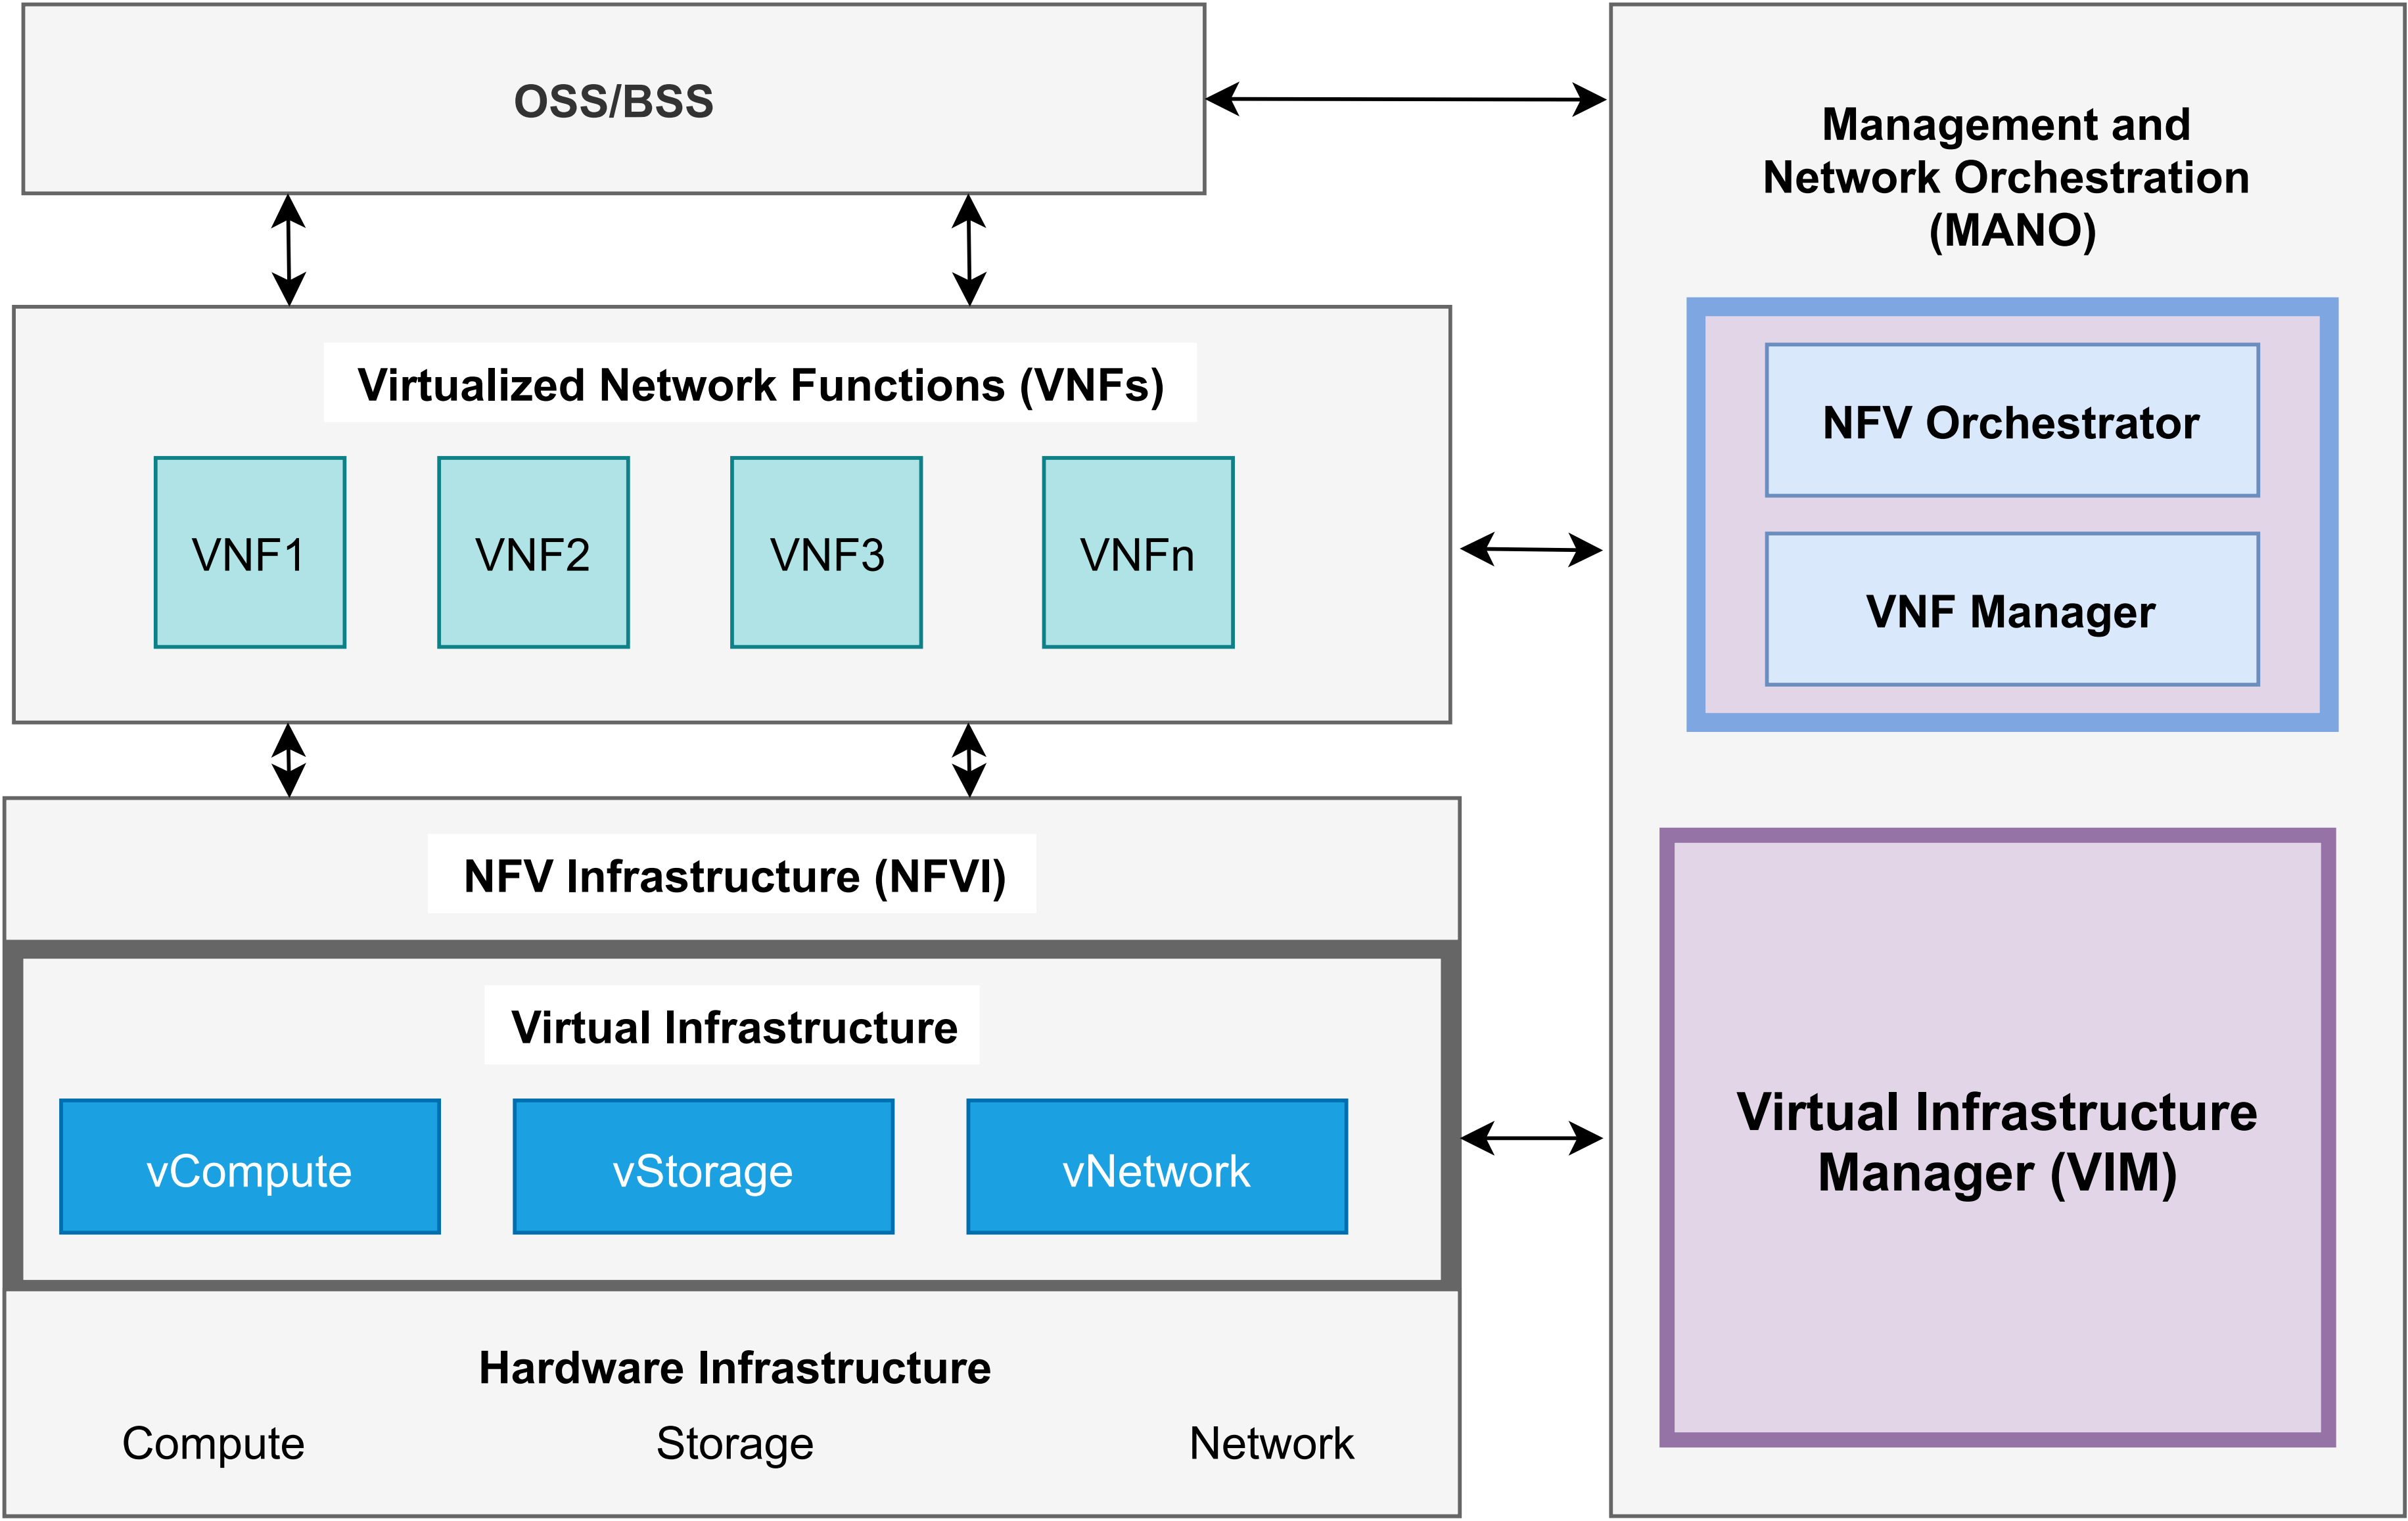 OSS/BSS
Virtualized Network Functions (VNFs)
VNF1
VNF2
VNF3
VNFn
NFV Infrastructure (NFVI)
Virtual Infrastructure
vCompute
vStorage
vNetwork
Hardware Infrastructure
Compute
Storage
Network
Management and
Network Orchestration
(MANO)
NFV Orchestrator
VNF Manager
Virtual Infrastructure
Manager (VIM)